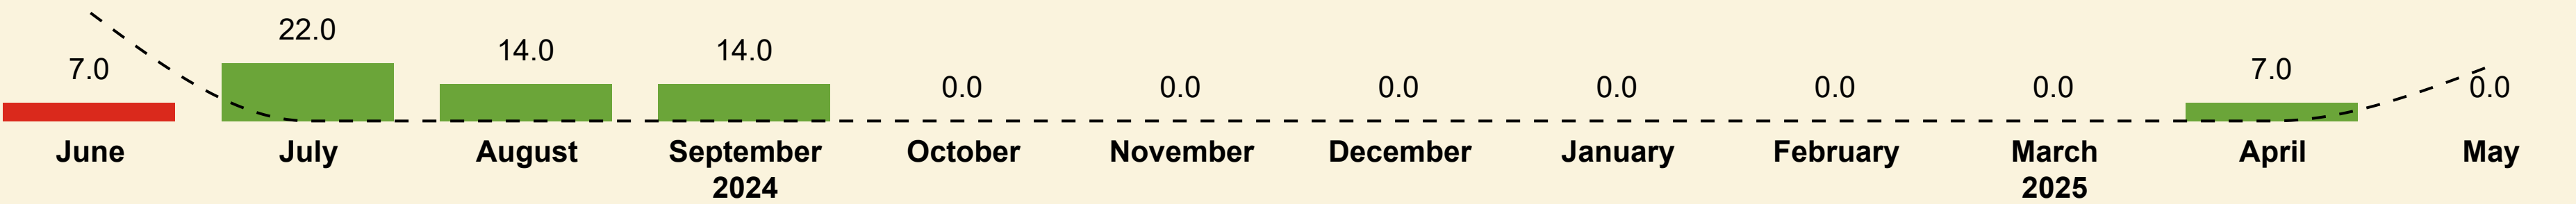 22.0
14.0 14.0
7.0 7.0
0.0 0.0 0.0 0.0 0.0 0.0 0.0
June July August September October November December January February March April May
2024 2025